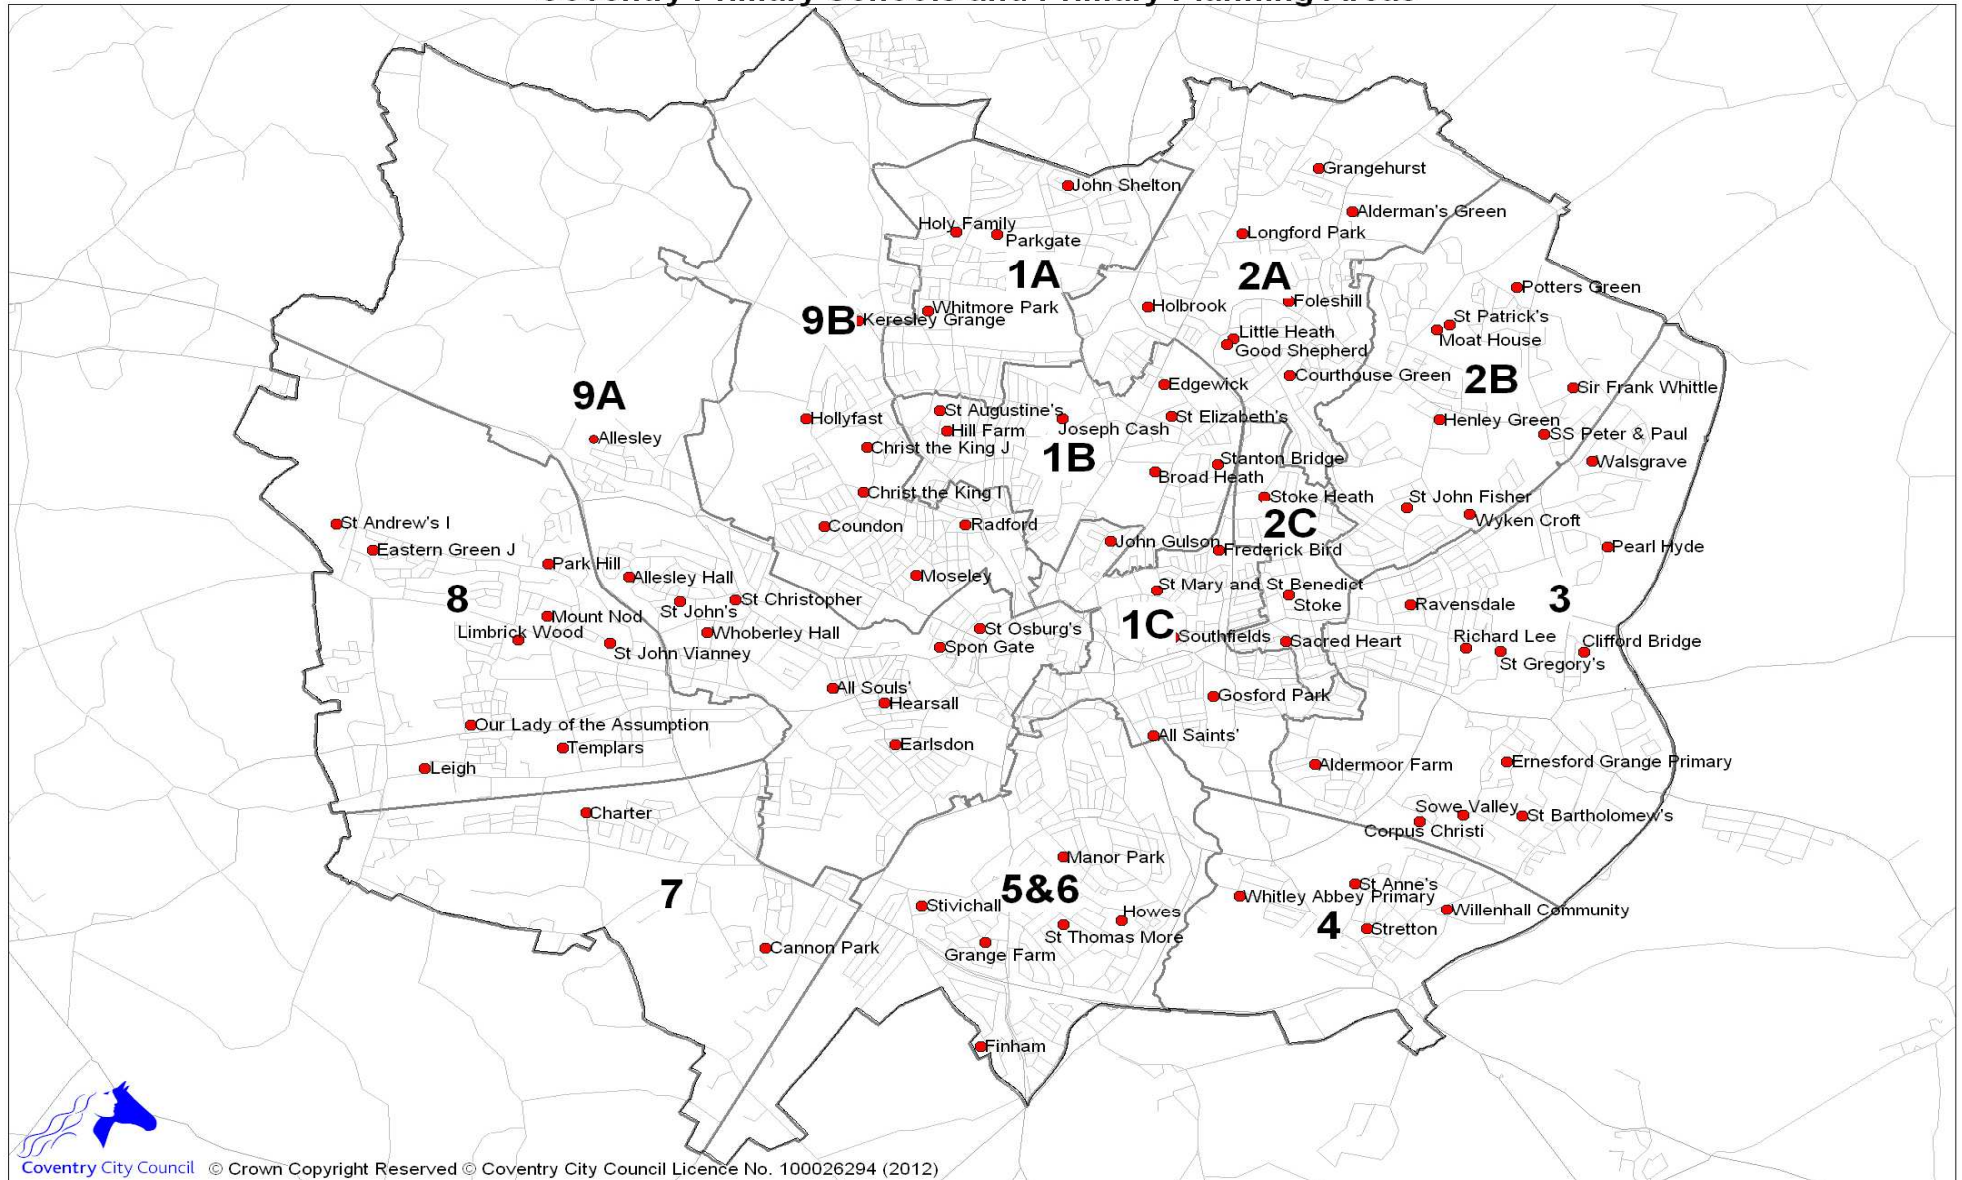 Coventry Primary Schools and Primary Planning Areas
Grangehurst
John Shelton
Alderman's Green
Holy Family
Longford Park
Parkgate
1A
2A
Potters Green
Foleshill
Whitmore Park
Holbrook
9B
Keresley Grange
St Patrick's
Little Heath
Moat House
Good Shepherd
Courthouse Green
2B
Edgewick
Sir Frank Whittle
9A
Hollyfast
St Augustine's
St Elizabeth's
Henley Green
Joseph Cash
Hill Farm
SS Peter & Paul
Allesley
Christ the King J
1B
Stanton Bridge
Walsgrave
Broad Heath
Christ the King I
Stoke Heath
St John Fisher
Wyken Croft
St Andrew's I
Coundon
Radford
2C
John Gulson
Frederick Bird
Pearl Hyde
Eastern Green J
Park Hill
Allesley Hall
Moseley
St Mary and St Benedict
8
St John's
St Christopher
Stoke
Ravensdale
3
Mount Nod
1C
Limbrick Wood
Whoberley Hall
St Osburg's
Southfields
Sacred Heart
Richard Lee
Clifford Bridge
St John Vianney
Spon Gate
St Gregory's
All Souls'
Hearsall
Gosford Park
Our Lady of the Assumption
Templars
Earlsdon
All Saints'
Leigh
Aldermoor Farm
Ernesford Grange Primary
Charter
Sowe Valley
St Bartholomew's
Corpus Christi
Manor Park
7
5&6
St Anne's
Whitley Abbey Primary
Stivichall
Howes
Willenhall Community
St Thomas More
4
Stretton
Cannon Park
Grange Farm
Finham
Coventry City Council © Crown Copyright Reserved © Coventry City Council Licence No. 100026294 (2012)